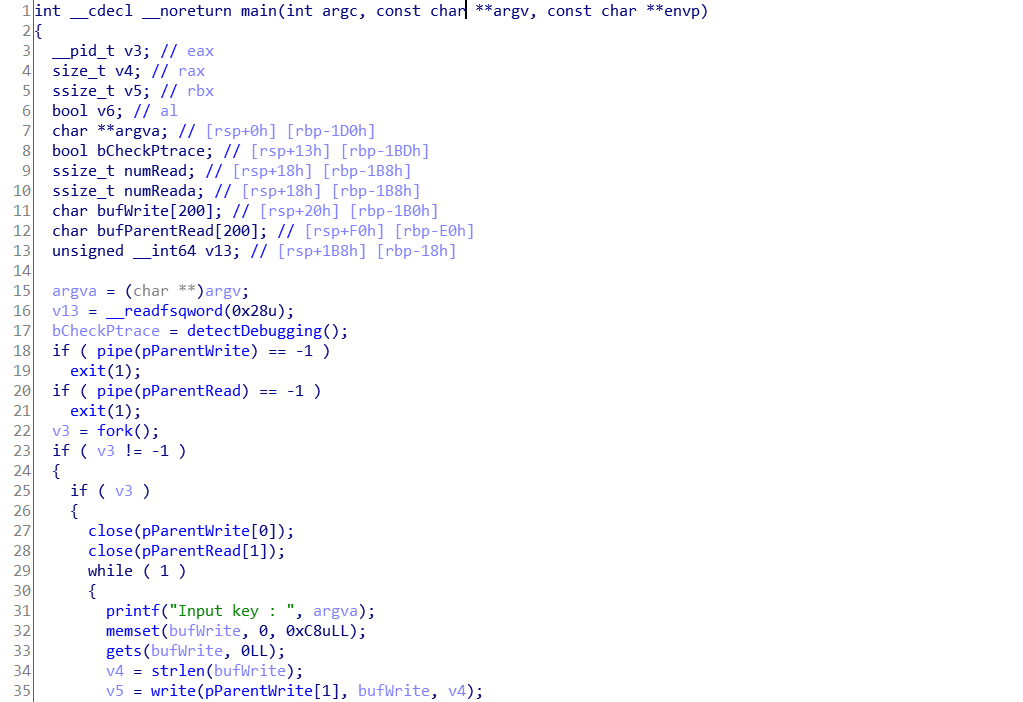 1 int __cdecl __noreturn main(int argc, const char **argv, const char **envp)
2 {
3 __pid_t v3; // eax
4 size_t v4; // rax
5 ssize_t v5; // rbx
6 bool v6; // al
7 char **argva; // [rsp+0h] [rbp-1D0h]
8 bool bCheckPtrace; // [rsp+13h] [rbp-1BDh]
9 ssize_t numRead; // [rsp+18h] [rbp-1B8h]
10 ssize_t numReada; // [rsp+18h] [rbp-1B8h]
11 char bufWrite[200]; // [rsp+20h] [rbp-1B0h]
12 char bufParentRead[200]; // [rsp+F0h] [rbp-E0h]
13 unsigned __int64 v13; // [rsp+1B8h] [rbp-18h]
14
15 argva = (char **)argv;
16 v13 = __readfsqword(0x28u);
17 bCheckPtrace = detectDebugging();
18 if ( pipe(pParentWrite) == -1 )
19 exit(1);
20 if ( pipe(pParentRead) == -1 )
21 exit(1);
22 v3 = fork();
23 if ( v3 != -1 )
24 {
25 if ( v3 )
26 {
27 close(pParentWrite[0]);
28 close(pParentRead[1]);
29 while ( 1 )
30 {
31 printf("Input key : ", argva);
32 memset(bufWrite, 0, 0xC8uLL);
33 gets(bufWrite, 0LL);
34 v4 = strlen(bufWrite);
35 v5 = write(pParentWrite[1], bufWrite, v4);